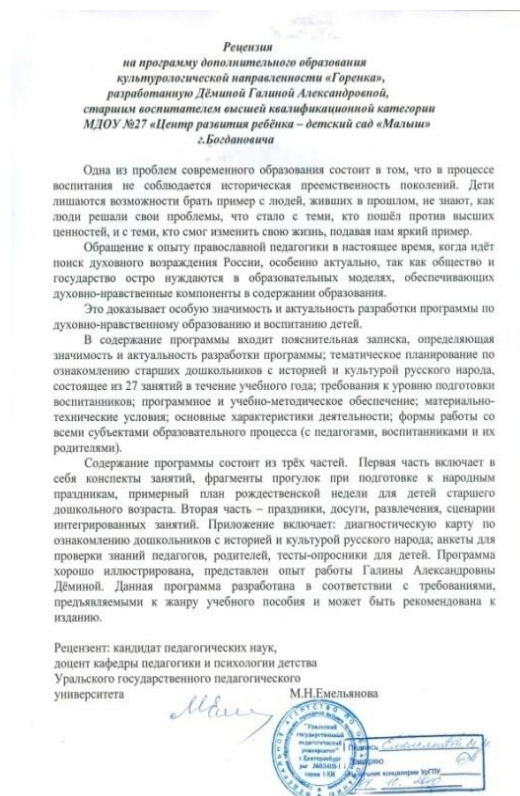 Рецензия
на программу дополнительного образования
культурологической направленности «Горенка»,
разработанную Дёминой Галиной Александровной,
старшим воспитателем высшей квалификационной категории
МДОУ №27 «Центр развития ребёнка – детский сад «Малыш»
г.Богдановича
Одна из проблем современного образования состоит в том, что в процессе
воспитания не соблюдается историческая преемственность поколений. Дети
лишаются возможности брать пример с людей, живших в прошлом, не знают, как
люди решали свои проблемы, что стало с теми, кто пошёл против высших
ценностей, и с теми, кто смог изменить свою жизнь, подавая нам яркий пример.
Обращение к опыту православной педагогики в настоящее время, когда идёт
поиск духовного возраждения России, особенно актуально, так как общество и
государство остро нуждаются в образовательных моделях, обеспечивающих
духовно-нравственные компоненты в содержании образования.
Это доказывает особую значимость и актуальность разработки программы по
духовно-нравственному образованию и воспитанию детей.
В содержание программы входит пояснительная записка, определяющая
значимость и актуальность разработки программы; тематическое планирование по
ознакомлению старших дошкольников с историей и культурой русского народа,
состоящее из 27 занятий в течение учебного года; требования к уровню подготовки
воспитанников; программное и учебно-методическое обеспечение; материально-
технические условия; основные характеристики деятельности; формы работы со
всеми субъектами образовательного процесса (с педагогами, воспитанниками и их
родителями).
Содержание программы состоит из трёх частей. Первая часть включает в
себя конспекты занятий, фрагменты прогулок при подготовке к народным
праздникам, примерный план рождественской недели для детей старшего
дошкольного возраста. Вторая часть – праздники, досуги, развлечения, сценарии
интегрированных занятий. Приложение включает: диагностическую карту по
ознакомлению дошкольников с историей и культурой русского народа; анкеты для
проверки знаний педагогов, родителей, тесты-опросники для детей. Программа
хорошо иллюстрирована, представлен опыт работы Галины Александровны
Дёминой. Данная программа разработана в соответствии с требованиями,
предъявляемыми к жанру учебного пособия и может быть рекомендована к
изданию.
Рецензент: кандидат педагогических наук,
доцент кафедры педагогики и психологии детства
Уральского государственного педагогического
университета М.Н.Емельянова
"Уральский
государственный
педагогический
университет"
г.Екатеринбург